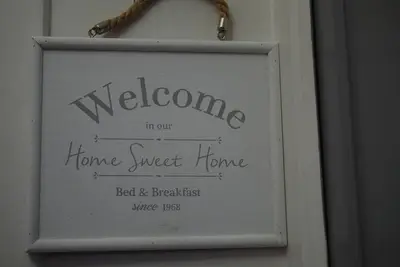 Welcome
in our
Home Sweet Home
Bed & Breakfast
since 1968